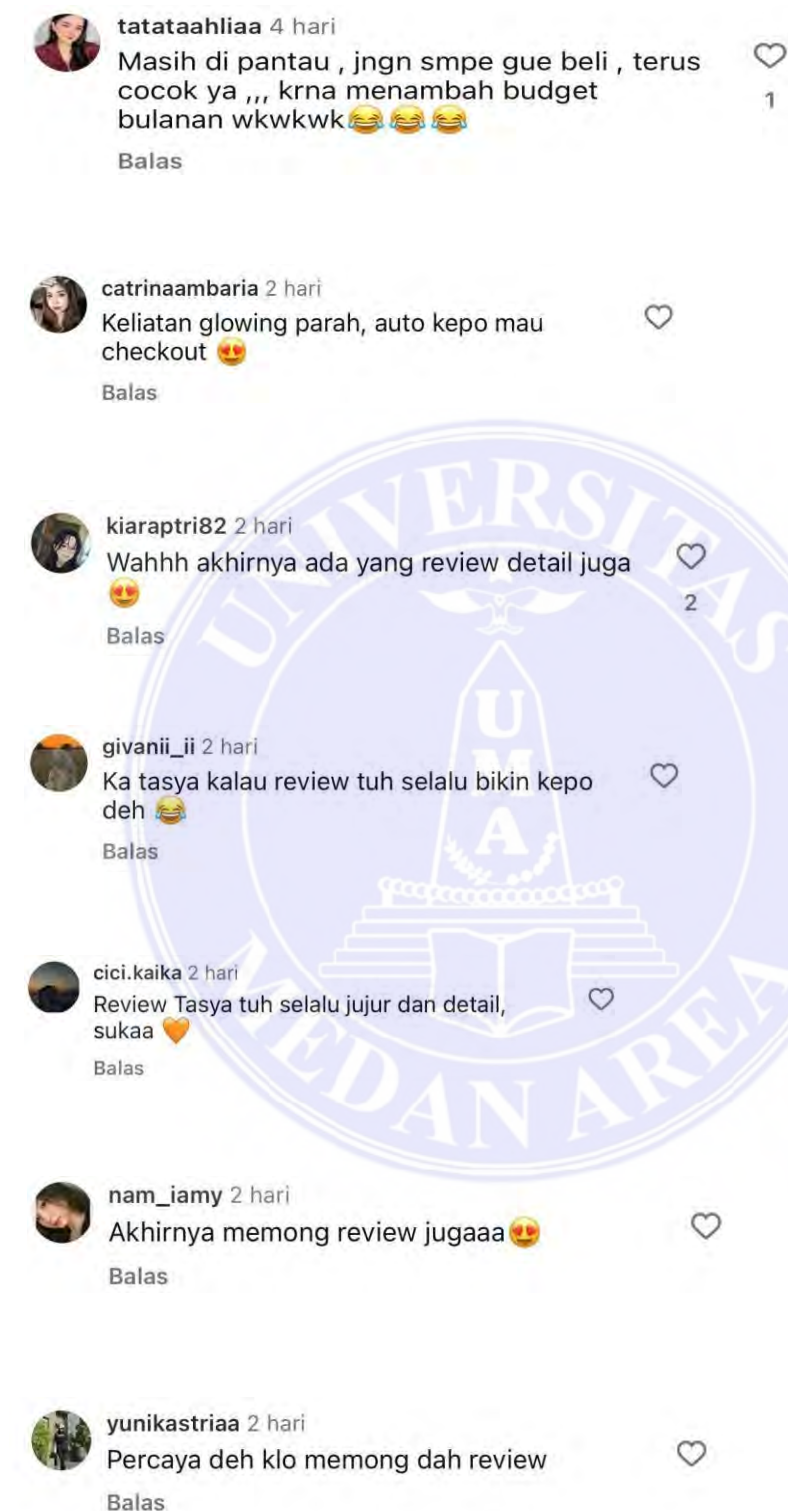 tatataahliaa 4 hari
Masih di pantau , jngn smpe gue beli , terus
cocok ya ,,, krna menambah budget
bulanan wkwkwk😂😂😂
1
Balas
catrinaambaria 2 hari
Keliatan glowing parah, auto kepo mau
checkout 😍
Balas
kiaraptri82 2 hari
Wahhh akhirnya ada yang review detail juga
😍
2
Balas
givanii_ii 2 hari
Ka tasya kalau review tuh selalu bikin kepo
deh 😂
Balas
cici.kaika 2 hari
Review Tasya tuh selalu jujur dan detail,
sukaa 🧡
Balas
nam_iamy 2 hari
Akhirnya memong review jugaaa😍
Balas
yunikastriaa 2 hari
Percaya deh klo memong dah review
Balas
UNIVERSITAS
UMA
MEDAN AREA